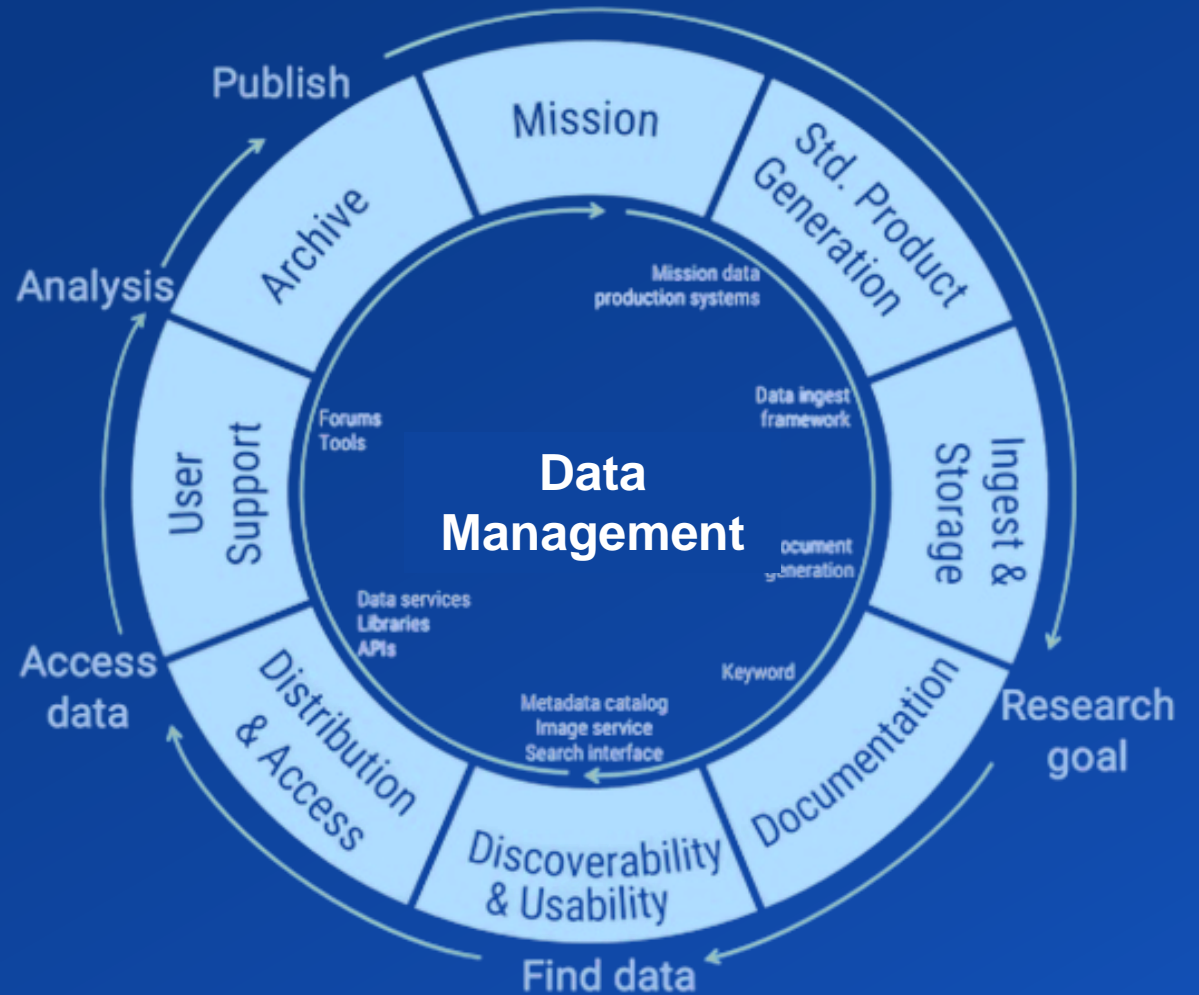 Publish
Mission
Std. Product
Generation
Archive
Analysis
Mission data
production systems
Data ingest
framework
Forums
Tools
User
Support
Ingest &
Storage
Data
Management
ocument
generation
Data services
Libraries
APIs
Access
data
Distribution
& Access
Keyword
Metadata catalog
Image service
Search interface
Documentation
Research
goal
Discoverability
& Usability
Find data